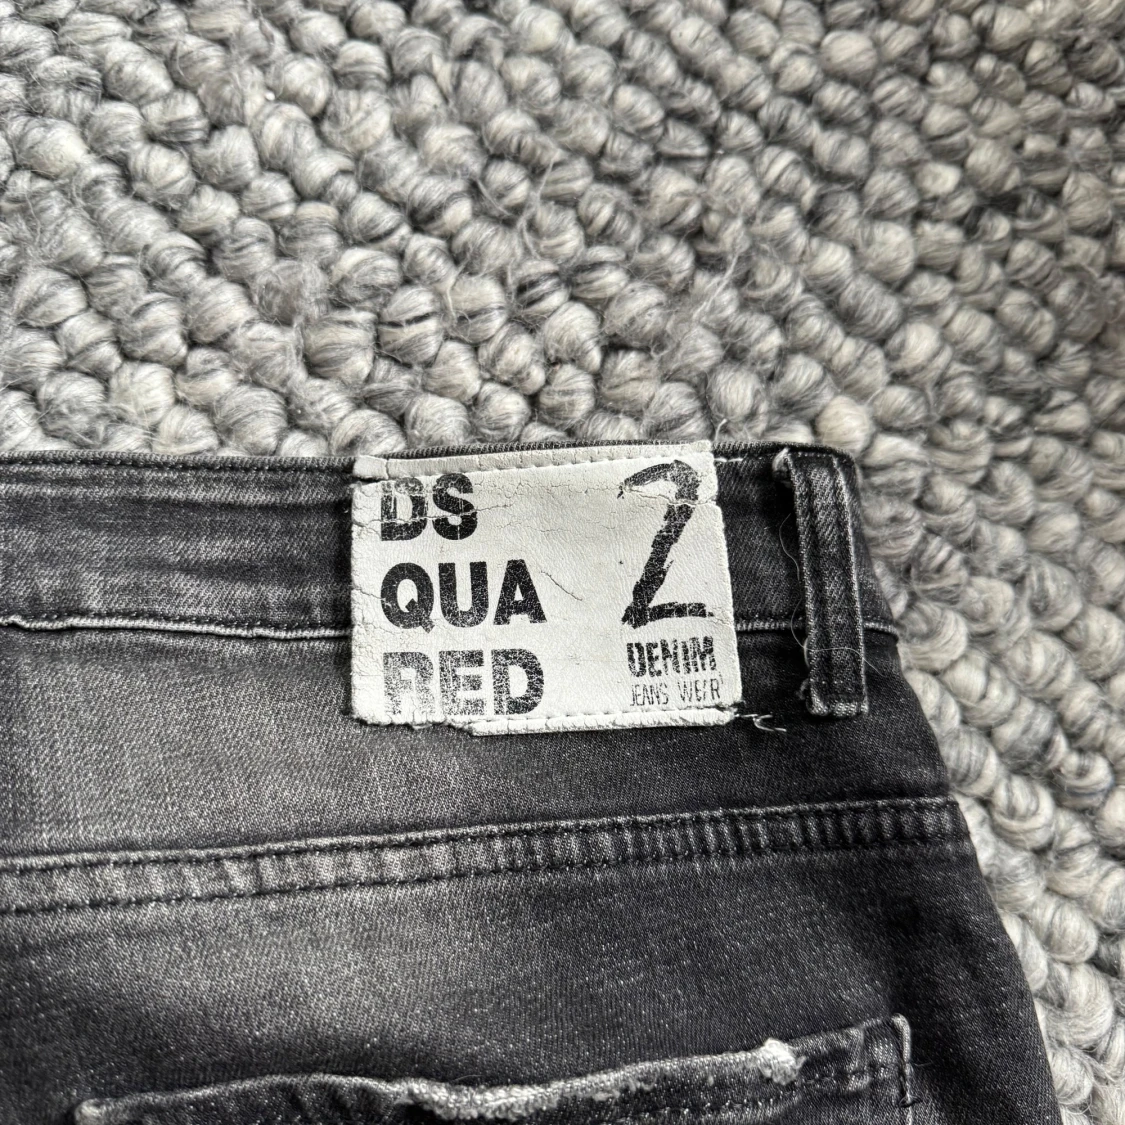 DS
QUA
RED
2
DENIM
JEANS WEAR